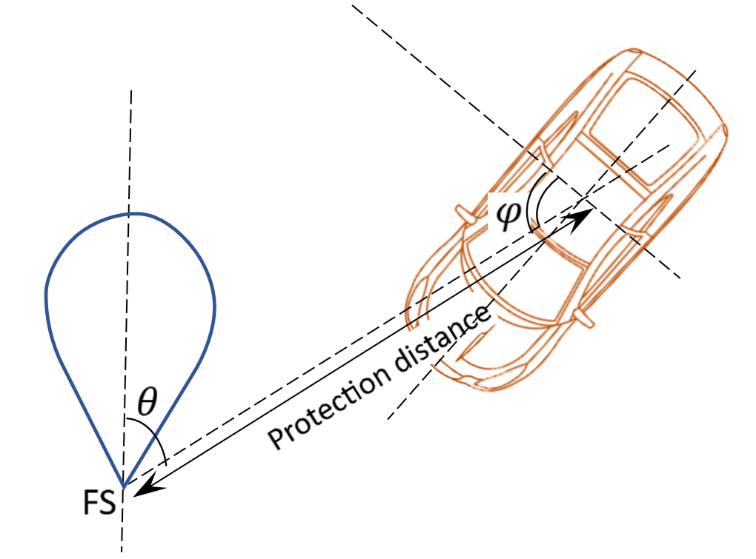 φ
Protection distance
θ
FS